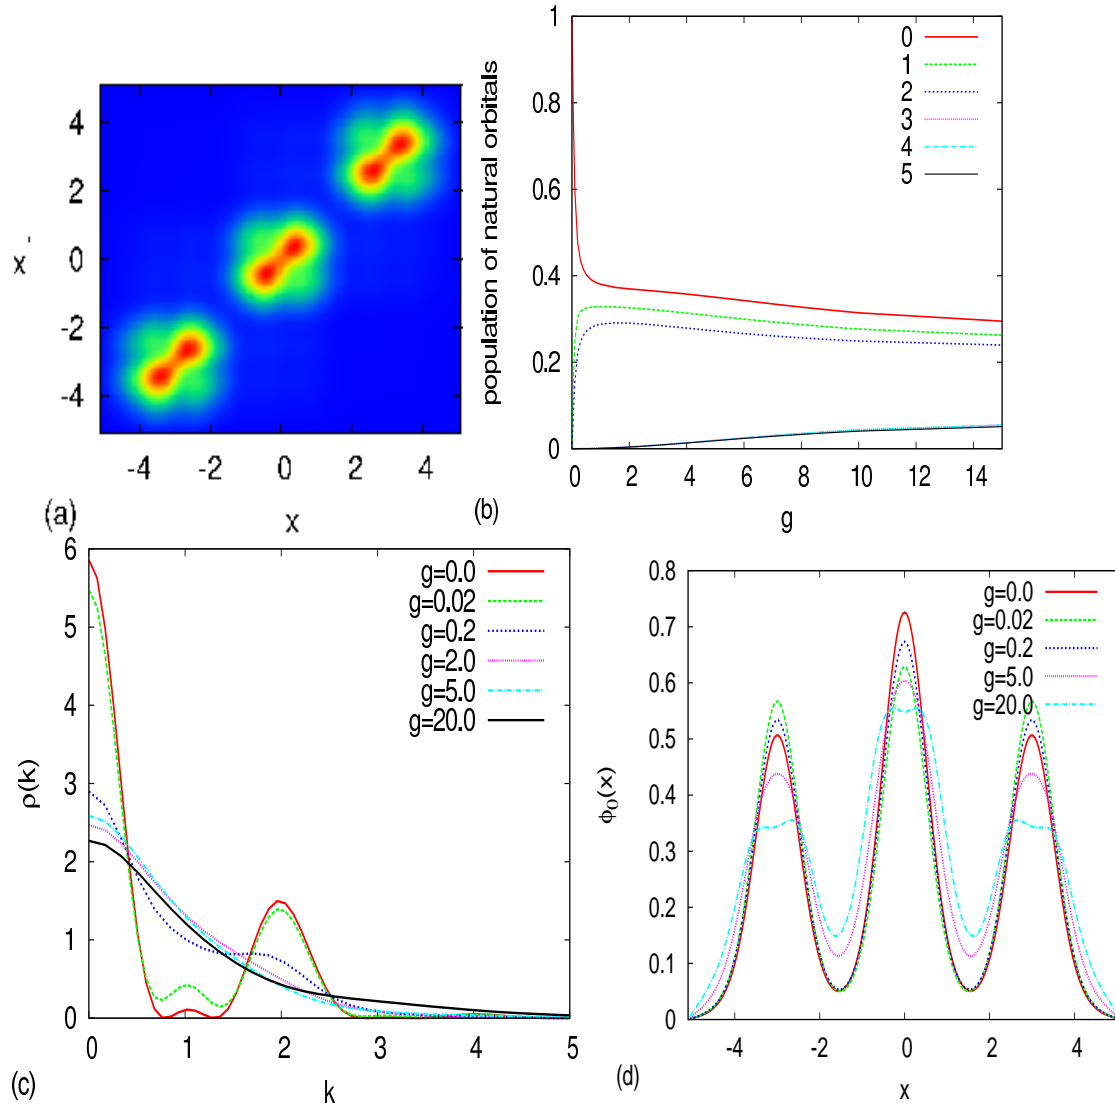 4
2
0
-2
-4
x '
-4
-2
0
2
4
(a)
x
population of natural orbitals
1
0.8
0.6
0.4
0.2
0
0
2
4
6
8
10
12
14
0
1
2
3
4
5
(b)
g
6
5
4
3
2
1
0
ρ(k)
g=0.0
g=0.02
g=0.2
g=2.0
g=5.0
g=20.0
0
1
2
3
4
5
(c)
k
0.8
0.7
0.6
0.5
0.4
0.3
0.2
0.1
0
ϕ₀(x)
g=0.0
g=0.02
g=0.2
g=5.0
g=20.0
-4
-2
0
2
4
(d)
x